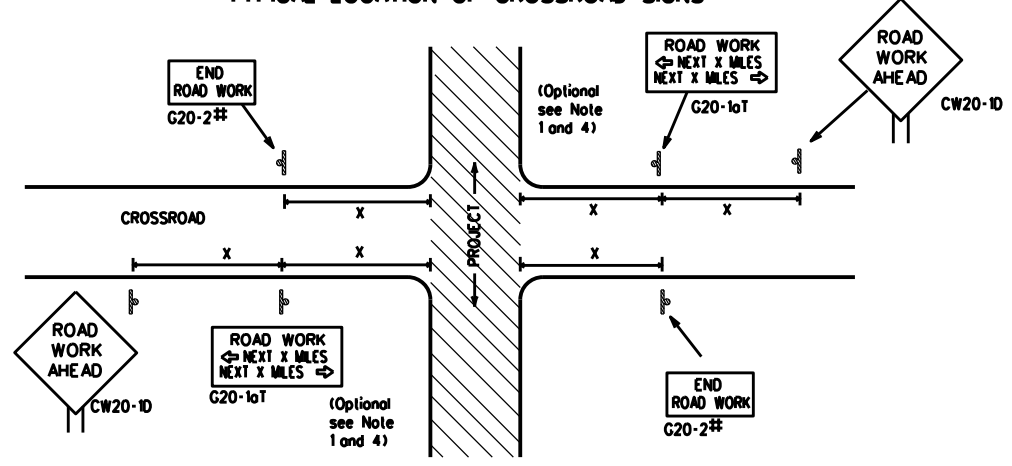 TYPICAL LOCATION OF CROSSROAD SIGNS
END
ROAD WORK
G20-2#
(Optional
see Note
1 and 4)
ROAD WORK
⇦ NEXT X MILES
NEXT X MILES ⇨
G20-1aT
ROAD
WORK
AHEAD
CW20-1D
CROSSROAD
X
X
X
PROJECT
X
X
X
ROAD
WORK
AHEAD
CW20-1D
ROAD WORK
⇦ NEXT X MILES
NEXT X MILES ⇨
G20-1aT
(Optional
see Note
1 and 4)
END
ROAD WORK
G20-2#